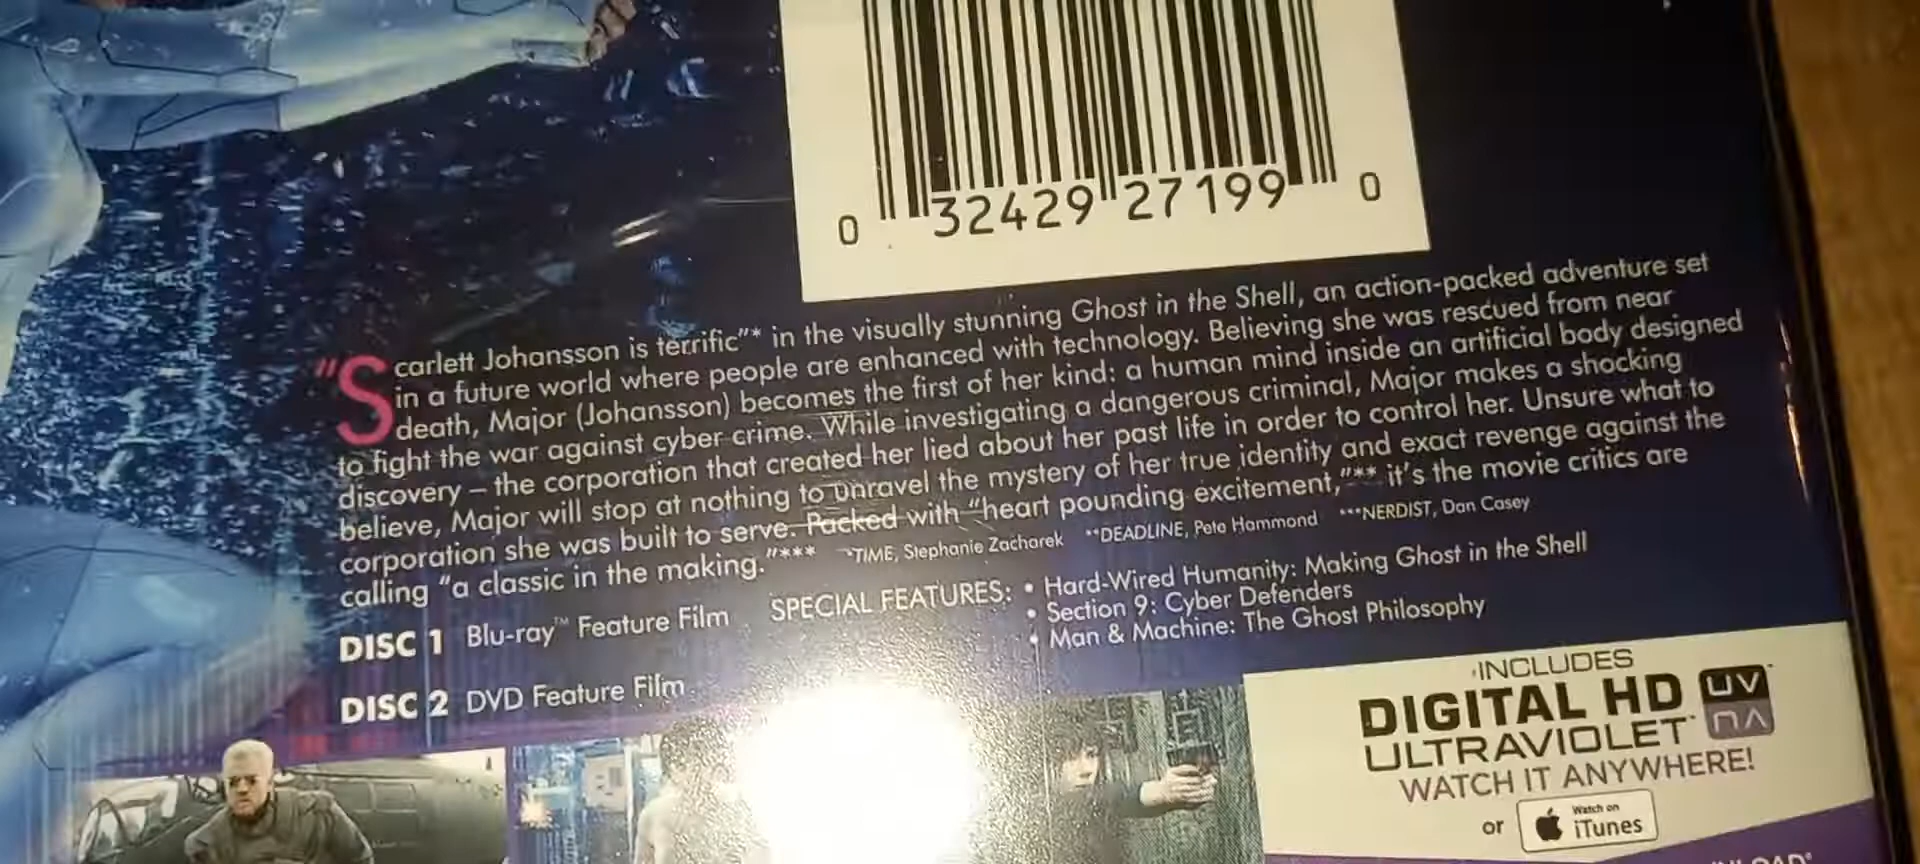 0 32429 27199 0
"Scarlett Johansson is terrific"* in the visually stunning Ghost in the Shell, an action-packed adventure set
in a future world where people are enhanced with technology. Believing she was rescued from near
death, Major (Johansson) becomes the first of her kind: a human mind inside an artificial body designed
to fight the war against cyber crime. While investigating a dangerous criminal, Major makes a shocking
discovery – the corporation that created her lied about her past life in order to control her. Unsure what to
believe, Major will stop at nothing to unravel the mystery of her true identity and exact revenge against the
corporation she was built to serve. Packed with "heart pounding excitement,"** it's the movie critics are
calling "a classic in the making."*** *TIME, Stephanie Zacharek **DEADLINE, Pete Hammond ***NERDIST, Dan Casey
DISC 1 Blu-ray™ Feature Film SPECIAL FEATURES: • Hard-Wired Humanity: Making Ghost in the Shell
• Section 9: Cyber Defenders
• Man & Machine: The Ghost Philosophy
DISC 2 DVD Feature Film
INCLUDES
DIGITAL HD
ULTRAVIOLET™
UV
WATCH IT ANYWHERE!
or
Watch on
iTunes